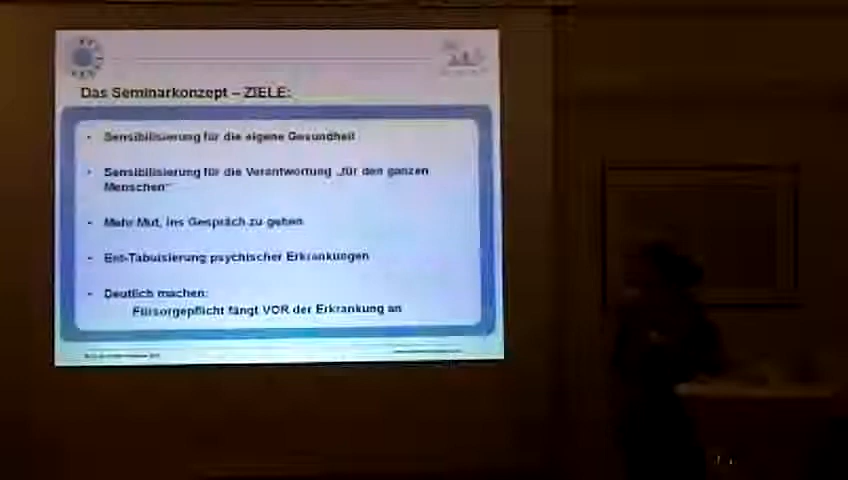 Das Seminarkonzept – ZIELE:
- Sensibilisierung für die eigene Gesundheit
- Sensibilisierung für die Verantwortung „für den ganzen
Menschen“
- Mehr Mut, ins Gespräch zu gehen
- Ent-Tabuisierung psychischer Erkrankungen
- Deutlich machen:
Fürsorgepflicht fängt VOR der Erkrankung an